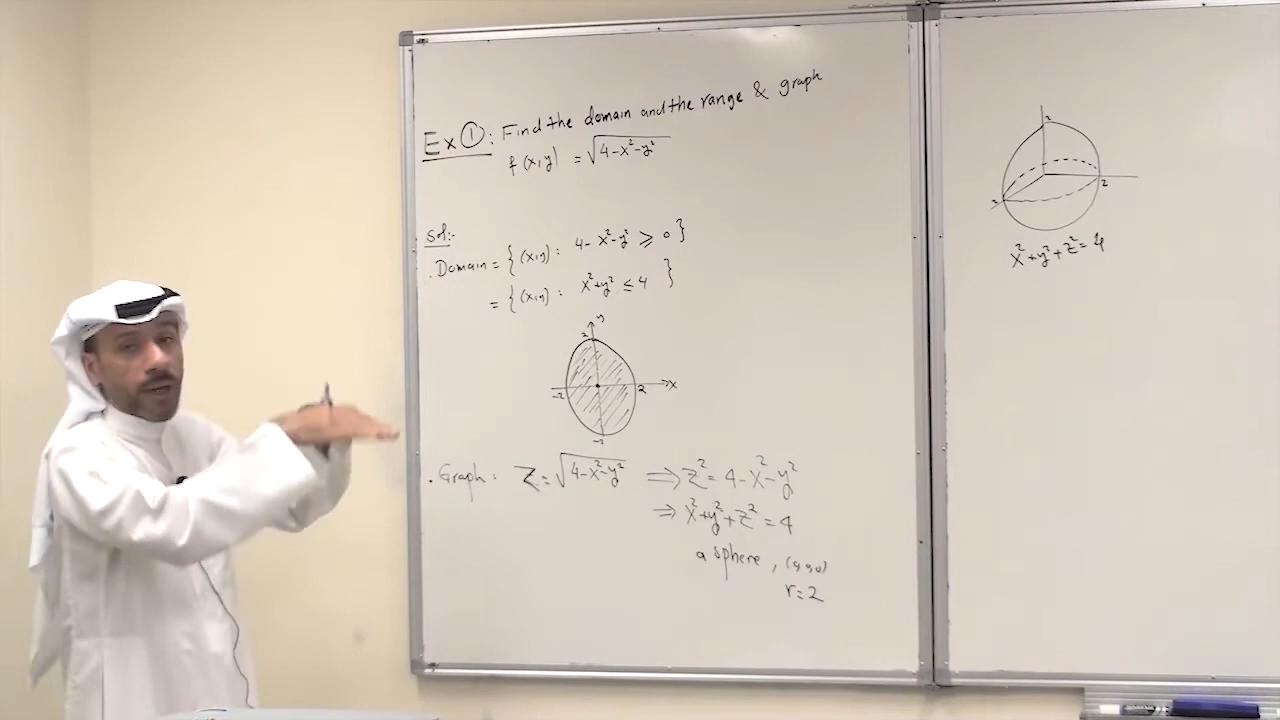 Ex ①: Find the domain and the range & graph
f(x,y) = √4-x²-y²
Sol:-
. Domain = { (x,y) : 4-x²-y² ⩾ 0 }
= { (x,y) : x²+y² ≤ 4 }
y
2
-2 2 x
-2
. Graph : Z = √4-x²-y² ⟹ Z² = 4-x²-y²
⟹ x²+y²+Z² = 4
a sphere, (0,0,0)
r=2
2
2
2
x²+y²+Z²=4